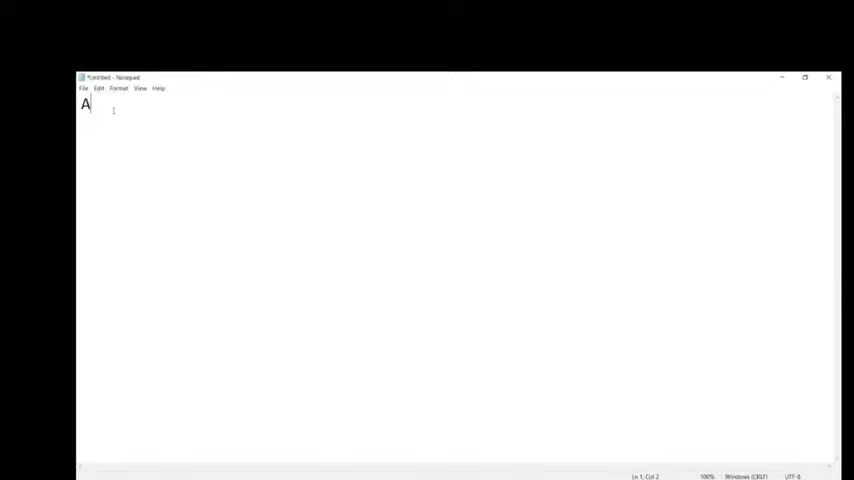 *Untitled - Notepad
File Edit Format View Help
A
Ln 1, Col 2 100% Windows (CRLF) UTF-8